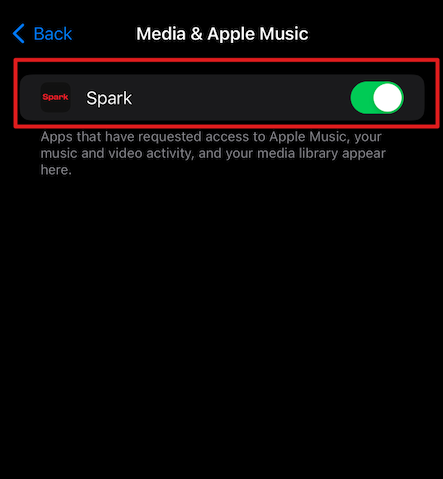 Back
Media & Apple Music
Spark
Spark
Apps that have requested access to Apple Music, your
music and video activity, and your media library appear
here.